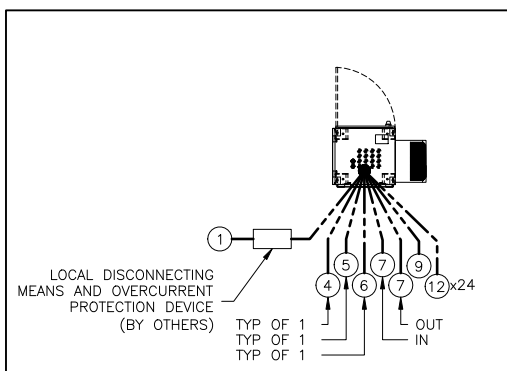 1
LOCAL DISCONNECTING
MEANS AND OVERCURRENT
PROTECTION DEVICE
(BY OTHERS)
5 7 9
4 6 7 12 x24
TYP OF 1 OUT
TYP OF 1 IN
TYP OF 1